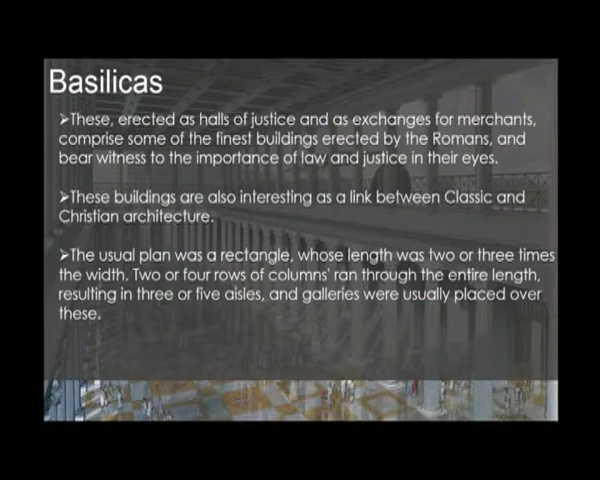 Basilicas
➢These, erected as halls of justice and as exchanges for merchants,
comprise some of the finest buildings erected by the Romans, and
bear witness to the importance of law and justice in their eyes.
➢These buildings are also interesting as a link between Classic and
Christian architecture.
➢The usual plan was a rectangle, whose length was two or three times
the width. Two or four rows of columns' ran through the entire length,
resulting in three or five aisles, and galleries were usually placed over
these.